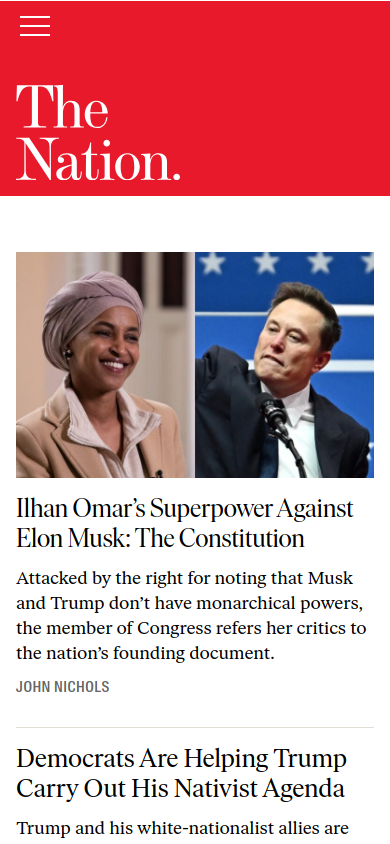 The
Nation.
Ilhan Omar’s Superpower Against
Elon Musk: The Constitution
Attacked by the right for noting that Musk
and Trump don’t have monarchical powers,
the member of Congress refers her critics to
the nation’s founding document.
JOHN NICHOLS
Democrats Are Helping Trump
Carry Out His Nativist Agenda
Trump and his white-nationalist allies are